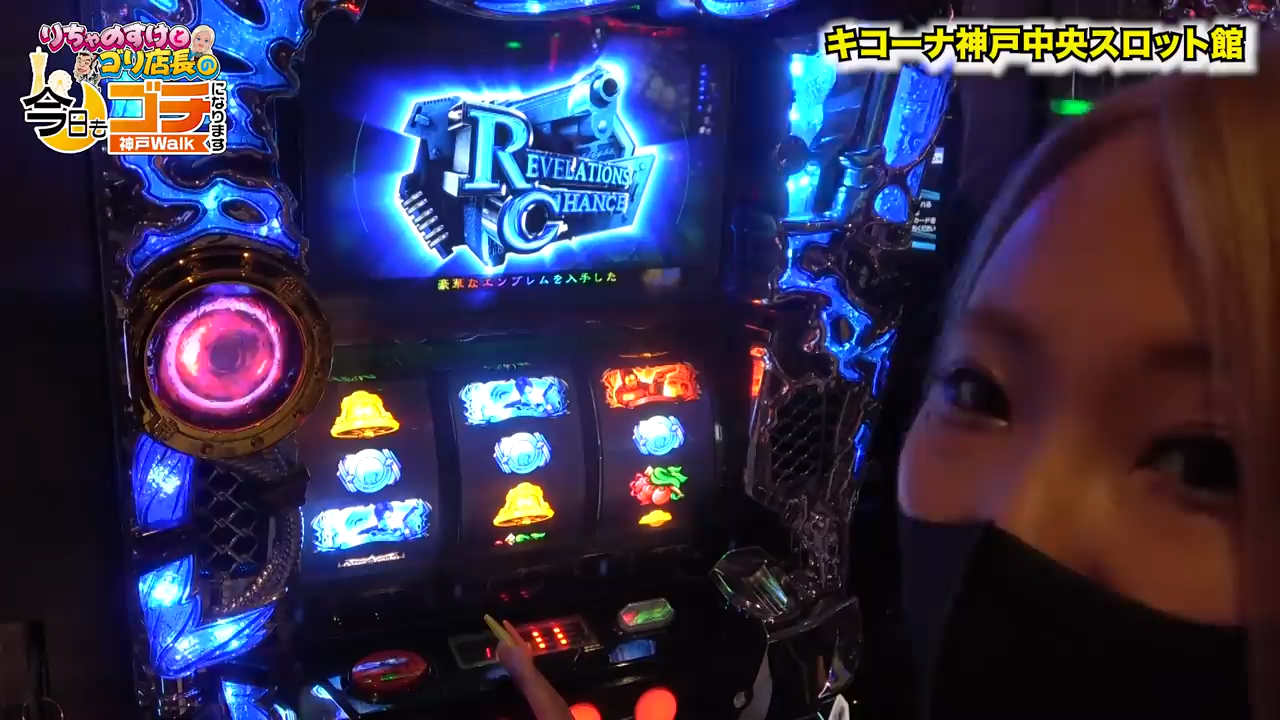 りちゃのすけと
ゴリ店長の
今日も
ゴチ
になります
神戸Walk
キコーナ神戸中央スロット館
REVELATIONS
CHANCE
豪華なエンブレムを入手した